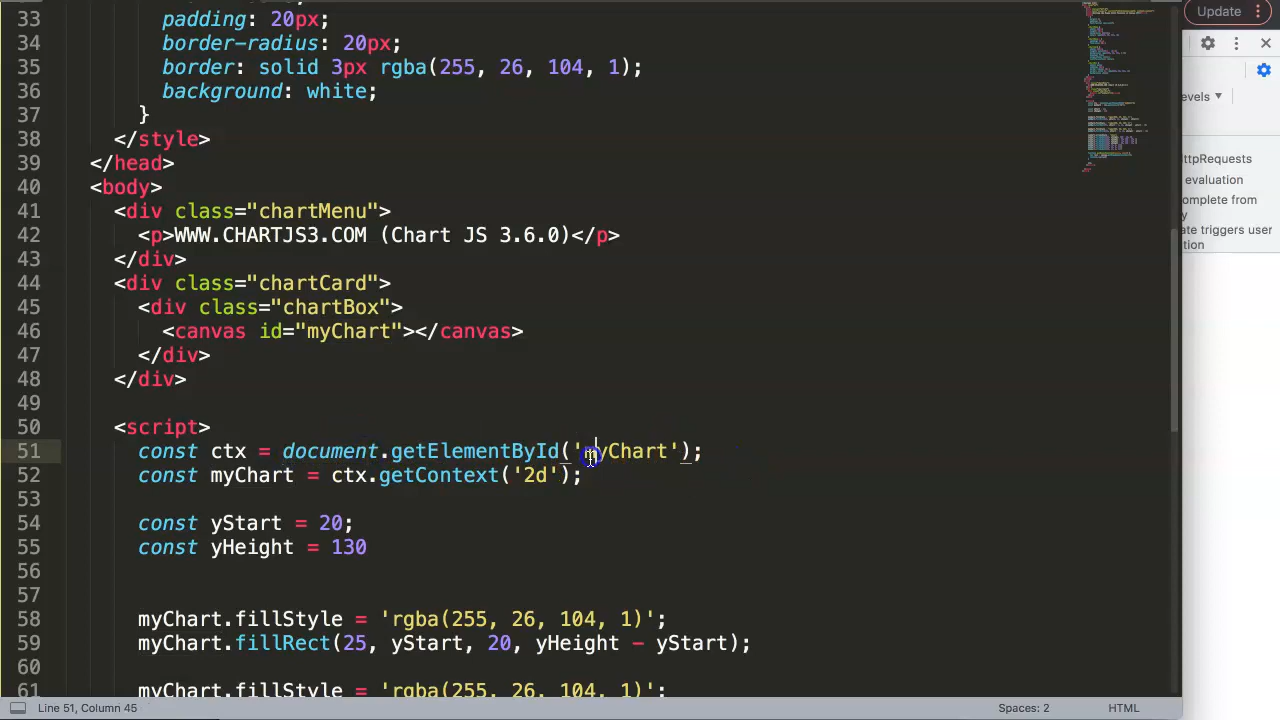 Update
33 padding: 20px;
34 border-radius: 20px;
35 border: solid 3px rgba(255, 26, 104, 1);
36 background: white;
37 }
38 </style>
39 </head>
40 <body>
41 <div class="chartMenu">
42 <p>WWW.CHARTJS3.COM (Chart JS 3.6.0)</p>
43 </div>
44 <div class="chartCard">
45 <div class="chartBox">
46 <canvas id="myChart"></canvas>
47 </div>
48 </div>
49
50 <script>
51 const ctx = document.getElementById('myChart');
52 const myChart = ctx.getContext('2d');
53
54 const yStart = 20;
55 const yHeight = 130
56
57
58 myChart.fillStyle = 'rgba(255, 26, 104, 1)';
59 myChart.fillRect(25, yStart, 20, yHeight - yStart);
60
61 myChart.fillStyle = 'rgba(255, 26, 104, 1)';
evels
ttpRequests
evaluation
omplete from
y
ate triggers user
tion
Line 51, Column 45
Spaces: 2
HTML